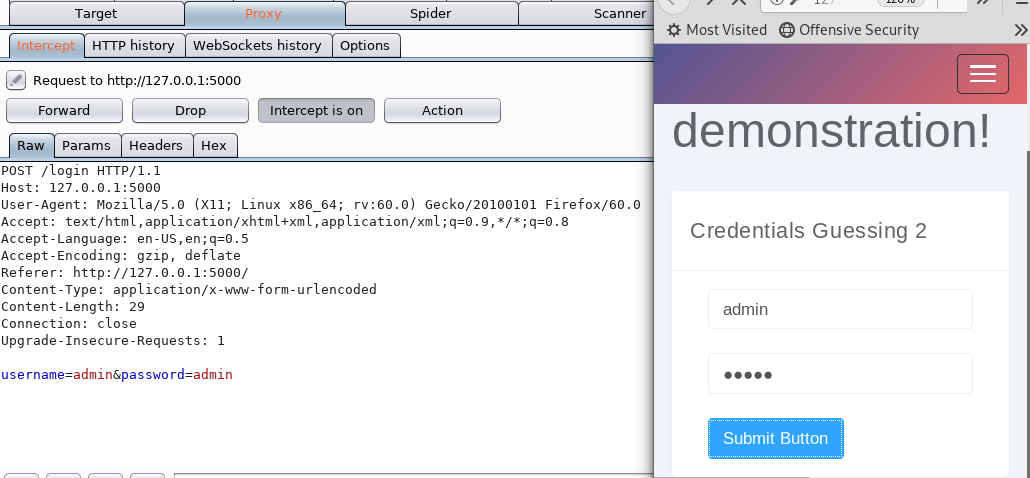 Target Proxy Spider Scanner
Intercept HTTP history WebSockets history Options
Request to http://127.0.0.1:5000
Forward Drop Intercept is on Action
Raw Params Headers Hex
POST /login HTTP/1.1
Host: 127.0.0.1:5000
User-Agent: Mozilla/5.0 (X11; Linux x86_64; rv:60.0) Gecko/20100101 Firefox/60.0
Accept: text/html,application/xhtml+xml,application/xml;q=0.9,*/*;q=0.8
Accept-Language: en-US,en;q=0.5
Accept-Encoding: gzip, deflate
Referer: http://127.0.0.1:5000/
Content-Type: application/x-www-form-urlencoded
Content-Length: 29
Connection: close
Upgrade-Insecure-Requests: 1
username=admin&password=admin
Most Visited Offensive Security
demonstration!
Credentials Guessing 2
admin
●●●●●
Submit Button